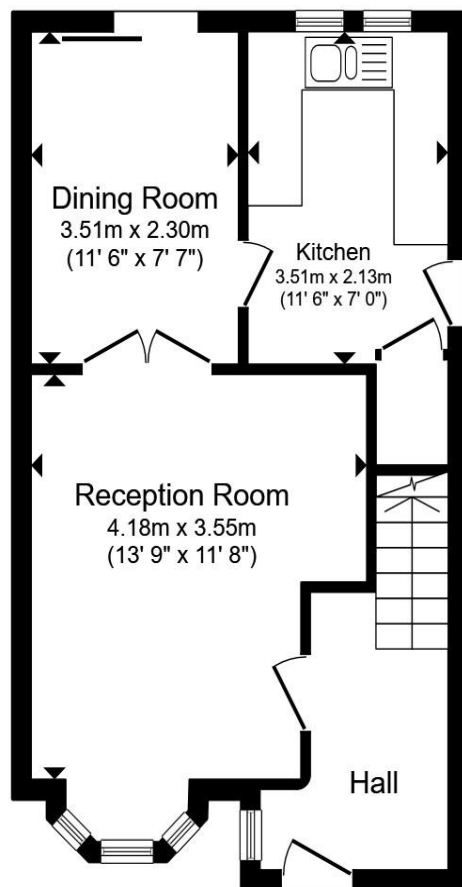 Dining Room
3.51m x 2.30m
(11' 6" x 7' 7")
Kitchen
3.51m x 2.13m
(11' 6" x 7' 0")
Reception Room
4.18m x 3.55m
(13' 9" x 11' 8")
Hall